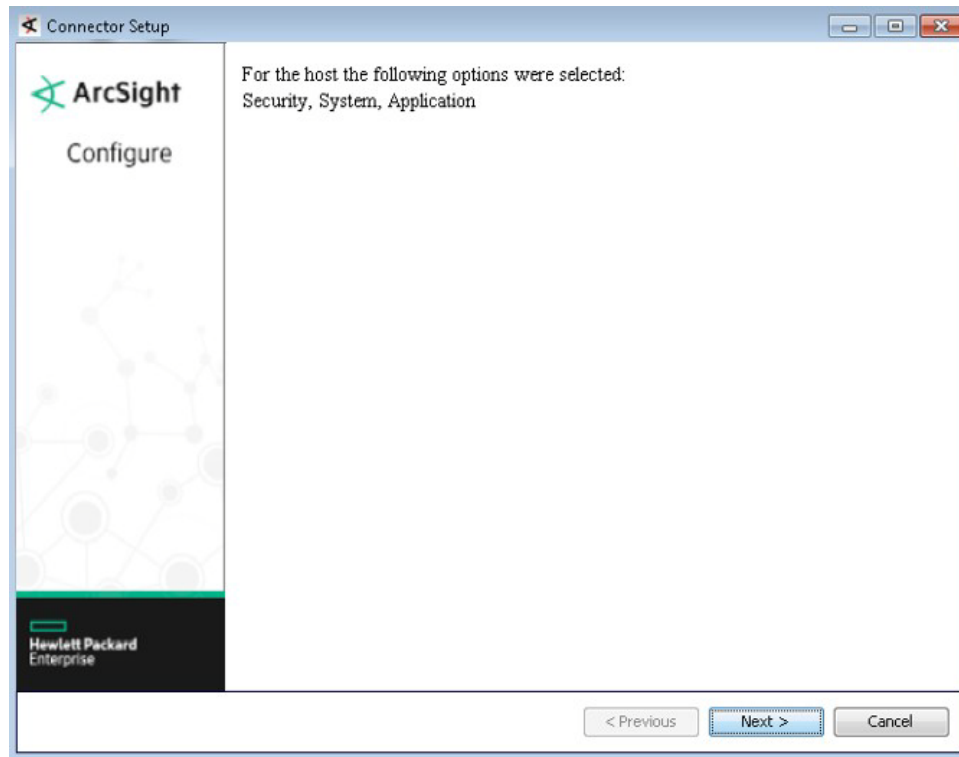 Connector Setup
ArcSight
Configure
For the host the following options were selected:
Security, System, Application
Hewlett Packard
Enterprise
< Previous
Next >
Cancel